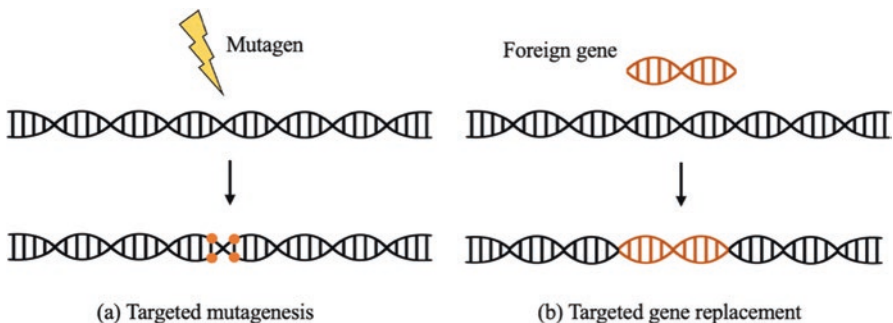 Mutagen
Foreign gene
(a) Targeted mutagenesis
(b) Targeted gene replacement